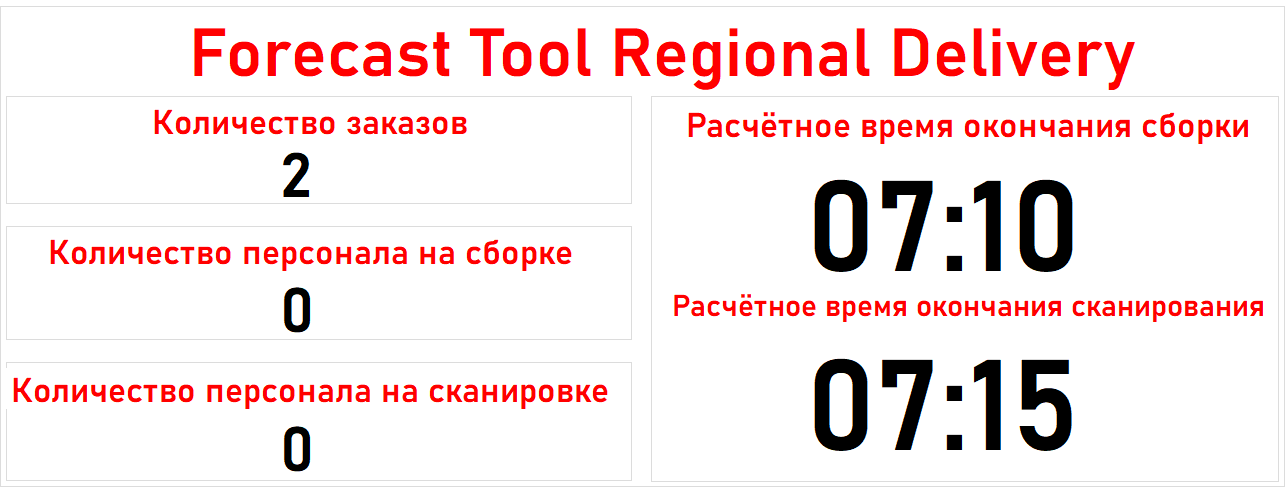 Forecast Tool Regional Delivery
Количество заказов
2
Количество персонала на сборке
0
Количество персонала на сканировке
0
Расчётное время окончания сборки
07:10
Расчётное время окончания сканирования
07:15